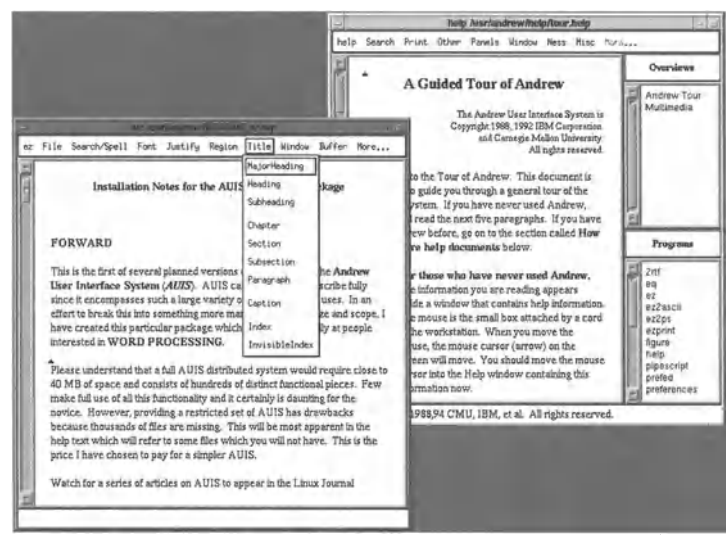 help /usr/andrew/help/tour.help
help Search Print Other Panels Window Ness Misc More...
A Guided Tour of Andrew
The Andrew User Interface System is
Copyright 1988, 1992 IBM Corporation
and Carnegie Mellon University
All rights reserved
to the Tour of Andrew. This document is
guide you through a general tour of the
ystem. If you have never used Andrew,
read the next five paragraphs. If you have
ew before, go on to the section called How
re help documents below.
r those who have never used Andrew.
e information you are reading appears
ide a window that contains help information.
e mouse is the small box attached by a cord
the workstation. When you move the
use, the mouse cursor (arrow) on the
reen will move. You should move the mouse
rsor into the Help window containing this
ormation now.
1988,94 CMU, IBM, et al. All rights reserved.
Overviews
Andrew Tour
Multimedia
Programs
2rtf
eq
ez
ez2ascii
ez2ps
ezprint
figure
help
pipescript
prefed
preferences
ez File Search/Spell Font Justify Region Title Window Buffer More...
MajorHeading
Heading
Subheading
Chapter
Section
Subsection
Paragraph
Caption
Index
InvisibleIndex
Installation Notes for the AUIS kage
FORWARD
This is the first of several planned versions he Andrew
User Interface System (AUIS). AUIS ca scribe fully
since it encompasses such a large variety o uses. In an
effort to break this into something more ma ze and scope, I
have created this particular package which ly at people
interested in WORD PROCESSING.
Please understand that a full AUIS distributed system would require close to
40 MB of space and consists of hundreds of distinct functional pieces. Few
make full use of all this functionality and it certainly is daunting for the
novice. However, providing a restricted set of AUIS has drawbacks
because thousands of files are missing. This will be most apparent in the
help text which will refer to some files which you will not have. This is the
price I have chosen to pay for a simpler AUIS.
Watch for a series of articles on AUIS to appear in the Linux Journal